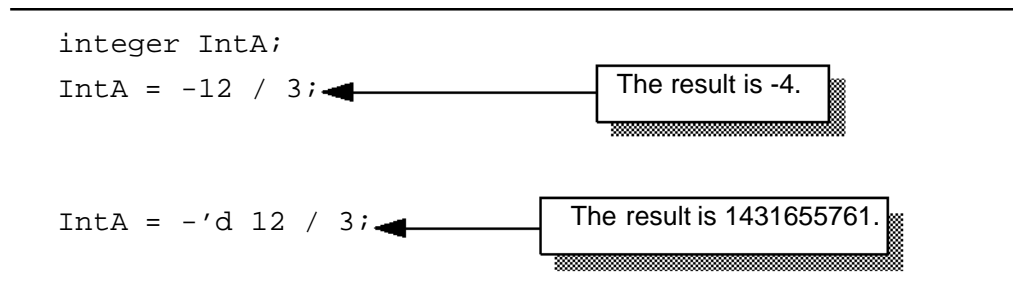 integer IntA;
IntA = -12 / 3;
The result is -4.
IntA = -'d 12 / 3;
The result is 1431655761.